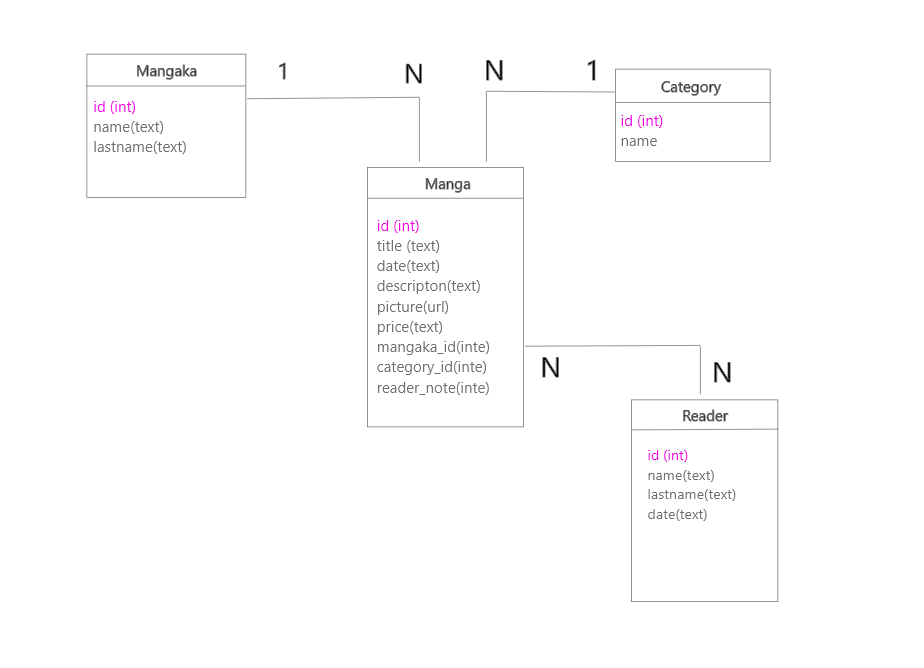 Mangaka
id (int)
name(text)
lastname(text)
1
N
N
1
Category
id (int)
name
Manga
id (int)
title (text)
date(text)
descripton(text)
picture(url)
price(text)
mangaka_id(inte)
category_id(inte)
reader_note(inte)
N
N
Reader
id (int)
name(text)
lastname(text)
date(text)